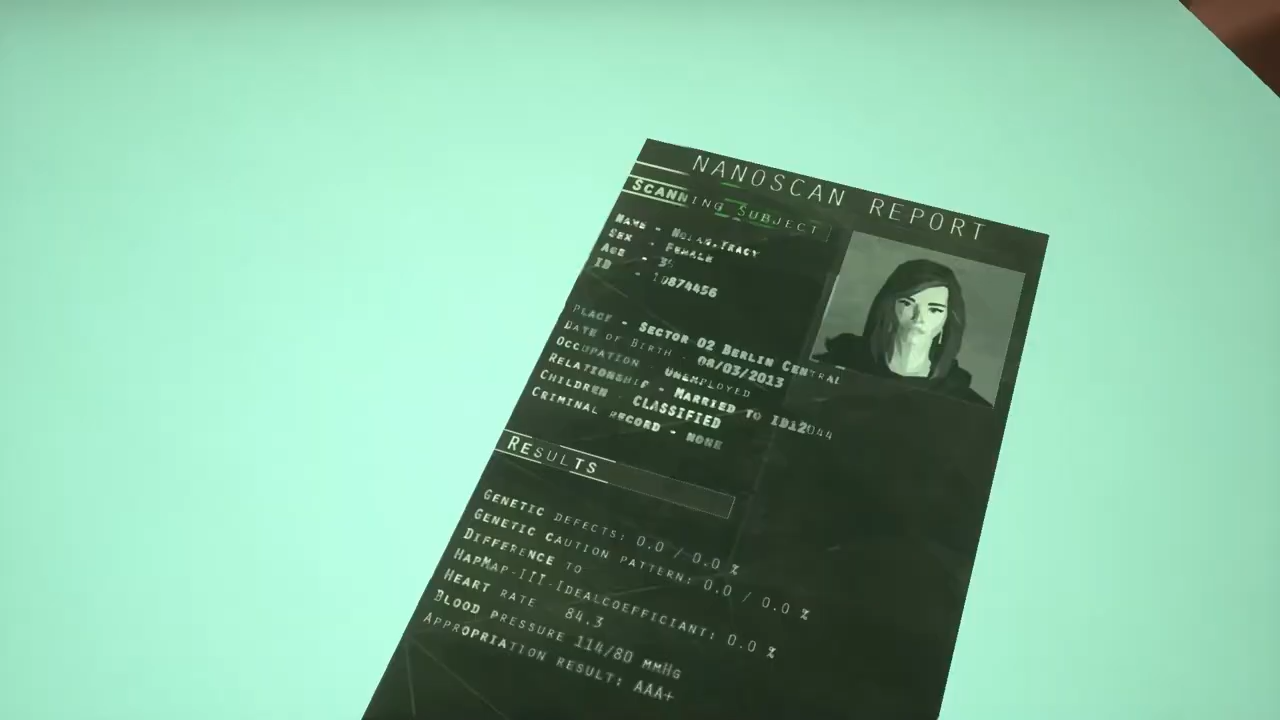 NANOSCAN REPORT
SCANNING SUBJECT
NAME - TRACY
SEX - FEMALE
AGE -
ID - 10874456
PLACE - SECTOR 02 BERLIN CENTRAL
DATE OF BIRTH - 08/03/2013
OCCUPATION - UNEMPLOYED
RELATIONSHIP - MARRIED TO ID12044
CHILDREN - CLASSIFIED
CRIMINAL RECORD - NONE
RESULTS
GENETIC DEFECTS: 0.0 / 0.0 %
GENETIC CAUTION PATTERN: 0.0 / 0.0 %
DIFFERENCE TO
HAPMAP-III-IDEALCOEFFICIANT: 0.0 %
HEART RATE 84.3
BLOOD PRESSURE 114/80 MMHG
APPROPRIATION RESULT: AAA+